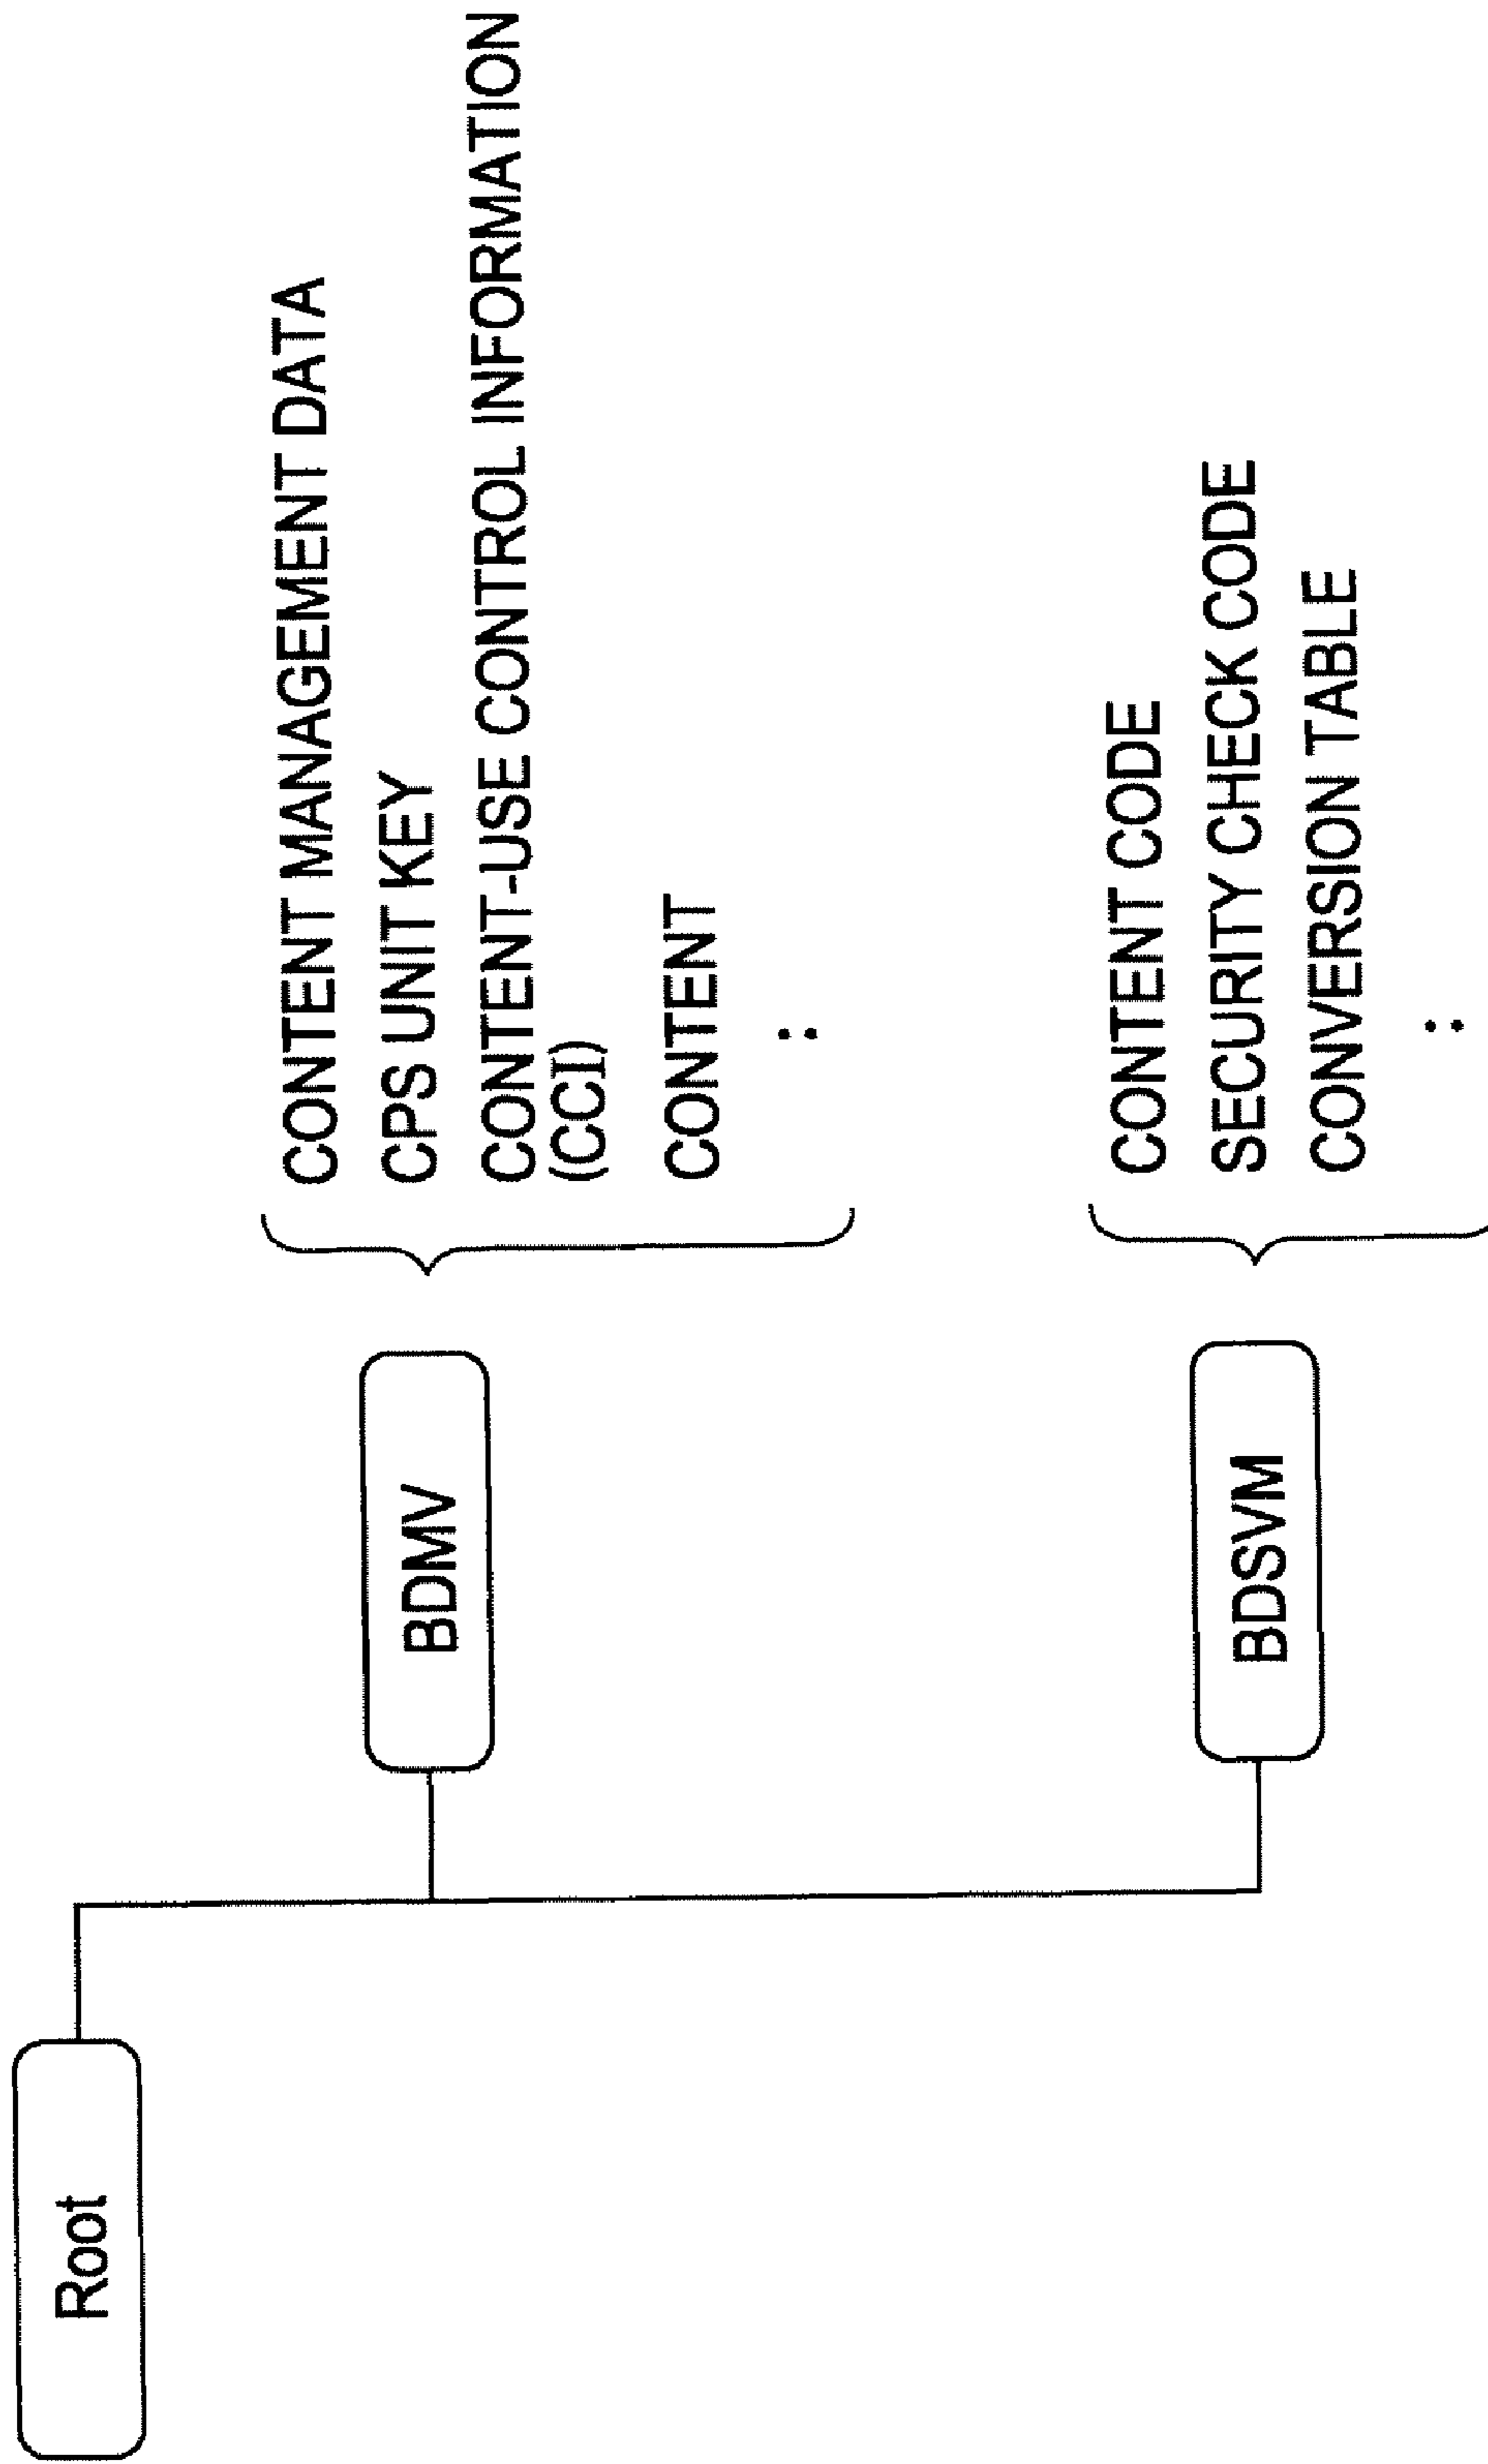 Root
BDMV
CONTENT MANAGEMENT DATA
CPS UNIT KEY
CONTENT-USE CONTROL INFORMATION
(CCI)
CONTENT
:
BDSVM
CONTENT CODE
SECURITY CHECK CODE
CONVERSION TABLE
: